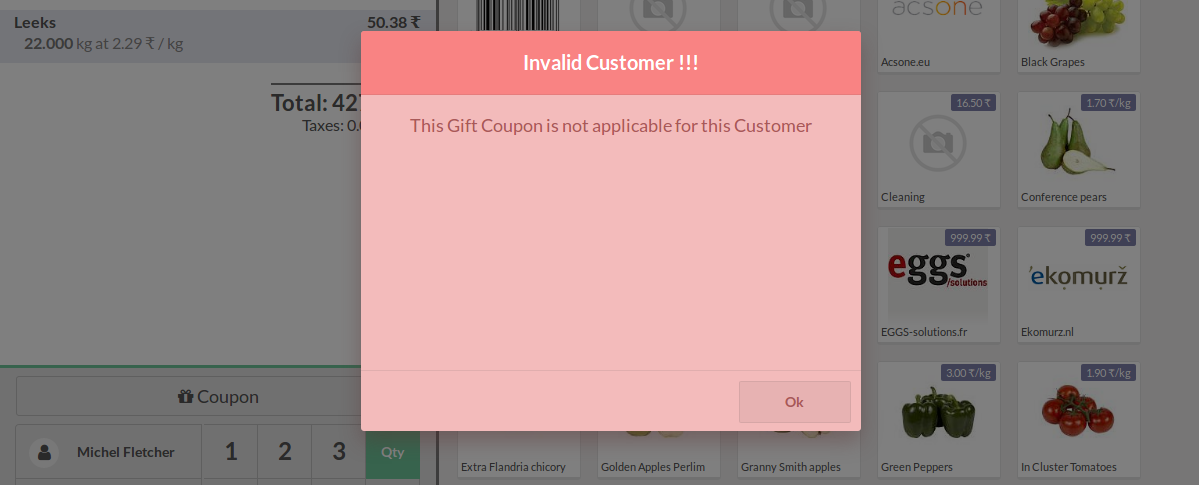 Leeks 50.38 ₹
22.000 kg at 2.29 ₹ / kg
Total: 427
Taxes: 0.
Coupon
Michel Fletcher
1 2 3 Qty
Invalid Customer !!!
This Gift Coupon is not applicable for this Customer
Ok
acsone
Acsone.eu
Black Grapes
16.50 ₹
Cleaning
1.70 ₹/kg
Conference pears
999.99 ₹
eggs
/solutions
EGGS-solutions.fr
999.99 ₹
ekomurž
Ekomurz.nl
Extra Flandria chicory
Golden Apples Perlim
Granny Smith apples
3.00 ₹/kg
Green Peppers
1.90 ₹/kg
In Cluster Tomatoes